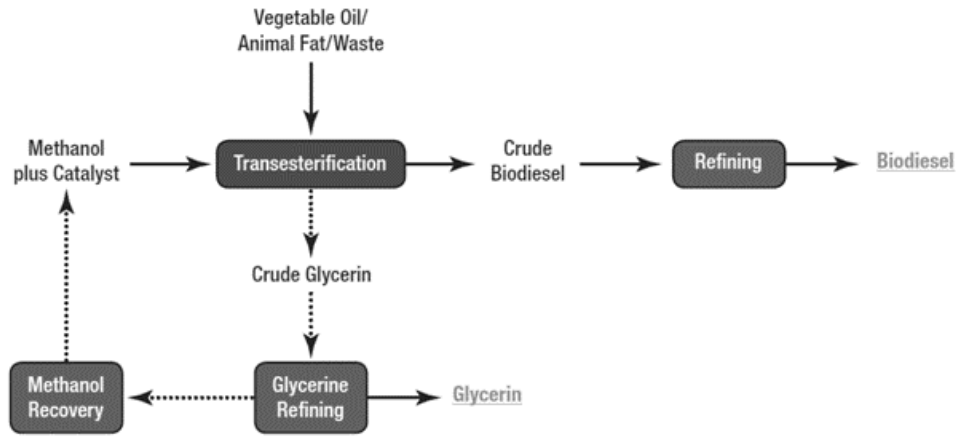 Vegetable Oil/
Animal Fat/Waste
Methanol
plus Catalyst
Transesterification
Crude
Biodiesel
Refining
Biodiesel
Crude Glycerin
Methanol
Recovery
Glycerine
Refining
Glycerin